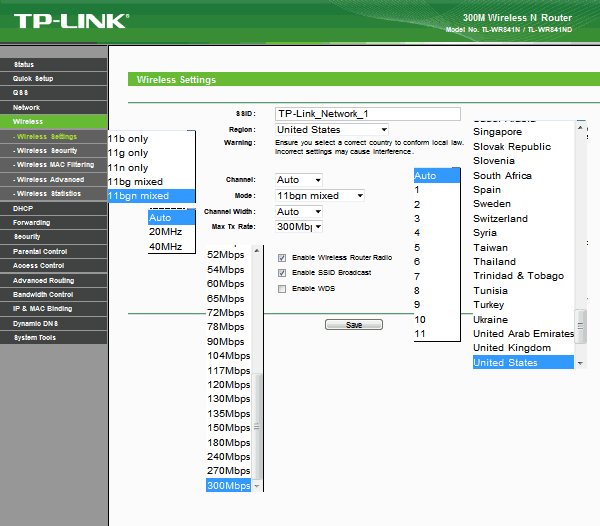 TP-LINK®
300M Wireless N Router
Model No. TL-WR841N / TL-WR841ND
Status
Quick Setup
QSS
Network
Wireless
- Wireless Settings
- Wireless Security
- Wireless MAC Filtering
- Wireless Advanced
- Wireless Statistics
DHCP
Forwarding
Security
Parental Control
Access Control
Advanced Routing
Bandwidth Control
IP & MAC Binding
Dynamic DNS
System Tools
Wireless Settings
SSID: TP-Link_Network_1
Region: United States
Warning: Ensure you select a correct country to conform local law.
Incorrect settings may cause interference.
Channel: Auto
Mode: 11bgn mixed
Channel Width: Auto
Max Tx Rate: 300Mbp
Enable Wireless Router Radio
Enable SSID Broadcast
Enable WDS
Save
11b only
11g only
11n only
11bg mixed
11bgn mixed
Auto
20MHz
40MHz
52Mbps
54Mbps
60Mbps
65Mbps
72Mbps
78Mbps
90Mbps
104Mbps
117Mbps
120Mbps
130Mbps
135Mbps
150Mbps
180Mbps
240Mbps
270Mbps
300Mbps
Auto
1
2
3
4
5
6
7
8
9
10
11
Singapore
Slovak Republic
Slovenia
South Africa
Spain
Sweden
Switzerland
Syria
Taiwan
Thailand
Trinidad & Tobago
Tunisia
Turkey
Ukraine
United Arab Emirates
United Kingdom
United States